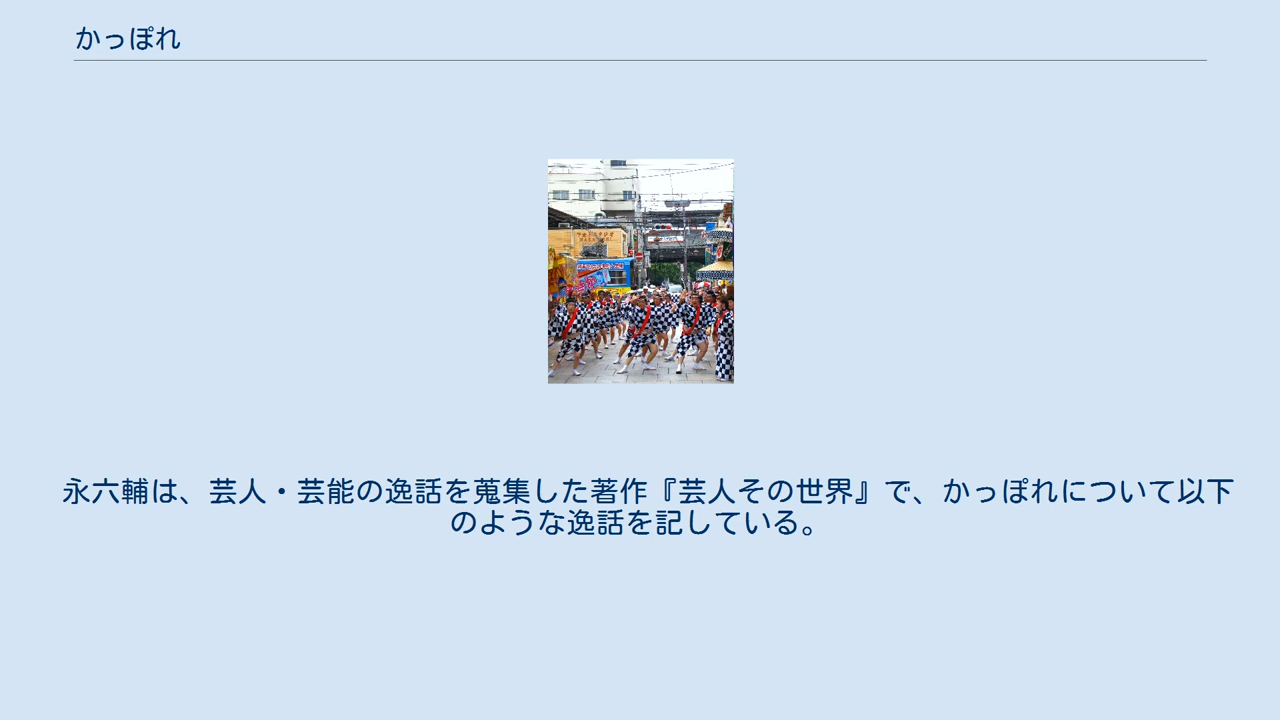 かっぽれ
永六輔は、芸人・芸能の逸話を蒐集した著作『芸人その世界』で、かっぽれについて以下
のような逸話を記している。